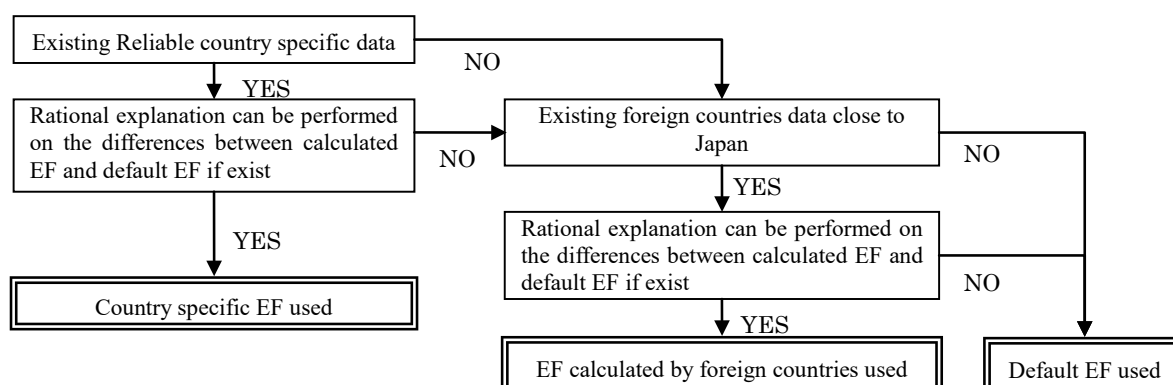 Existing Reliable country specific data
NO
YES
Rational explanation can be performed
on the differences between calculated
EF and default EF if exist
NO
Existing foreign countries data close to
Japan
NO
YES
YES
Rational explanation can be performed on
the differences between calculated EF and
default EF if exist
NO
Country specific EF used
YES
EF calculated by foreign countries used
Default EF used